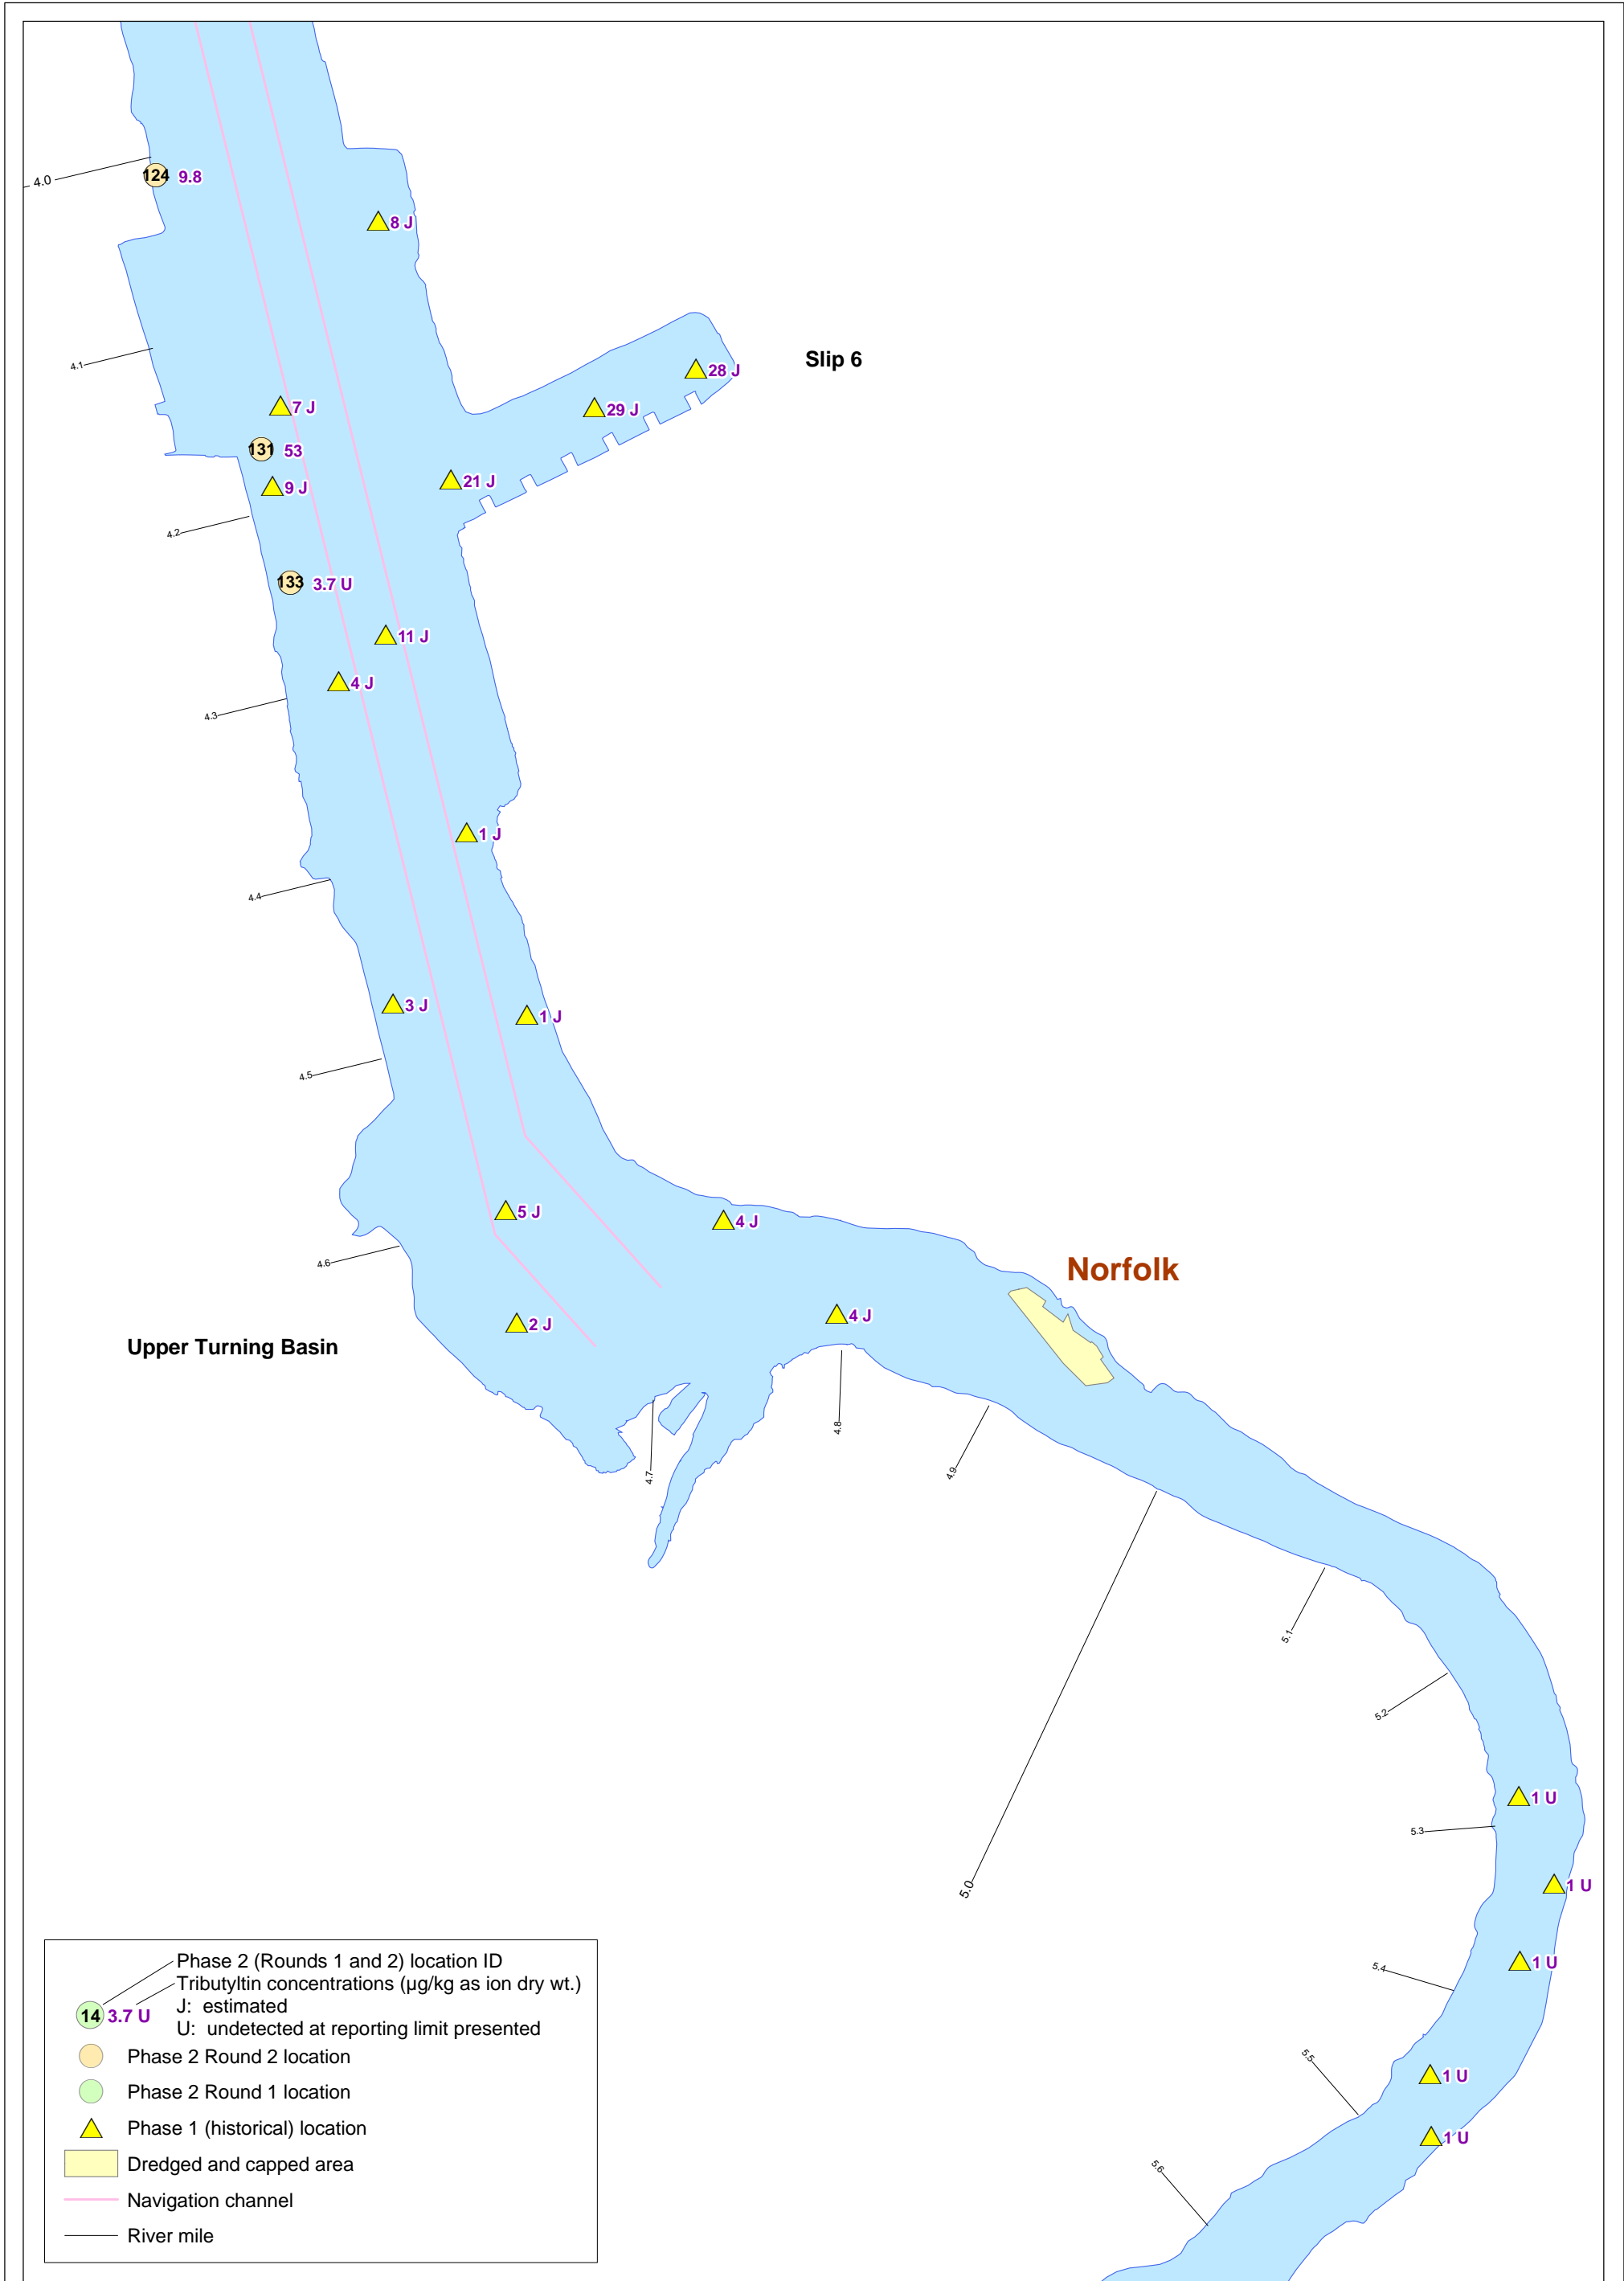 4.0
124 9.8
8 J
4.1
Slip 6
28 J
29 J
7 J
131 53
21 J
9 J
4.2
133 3.7 U
11 J
4 J
4.3
1 J
4.4
3 J
1 J
4.5
5 J
4 J
4.6
Norfolk
4 J
2 J
Upper Turning Basin
4.8
4.7
4.9
5.1
5.2
1 U
5.3
5.0
1 U
1 U
5.4
5.5
1 U
1 U
5.6
Phase 2 (Rounds 1 and 2) location ID
Tributyltin concentrations (µg/kg as ion dry wt.)
J: estimated
14 3.7 U
U: undetected at reporting limit presented
Phase 2 Round 2 location
Phase 2 Round 1 location
Phase 1 (historical) location
Dredged and capped area
Navigation channel
River mile